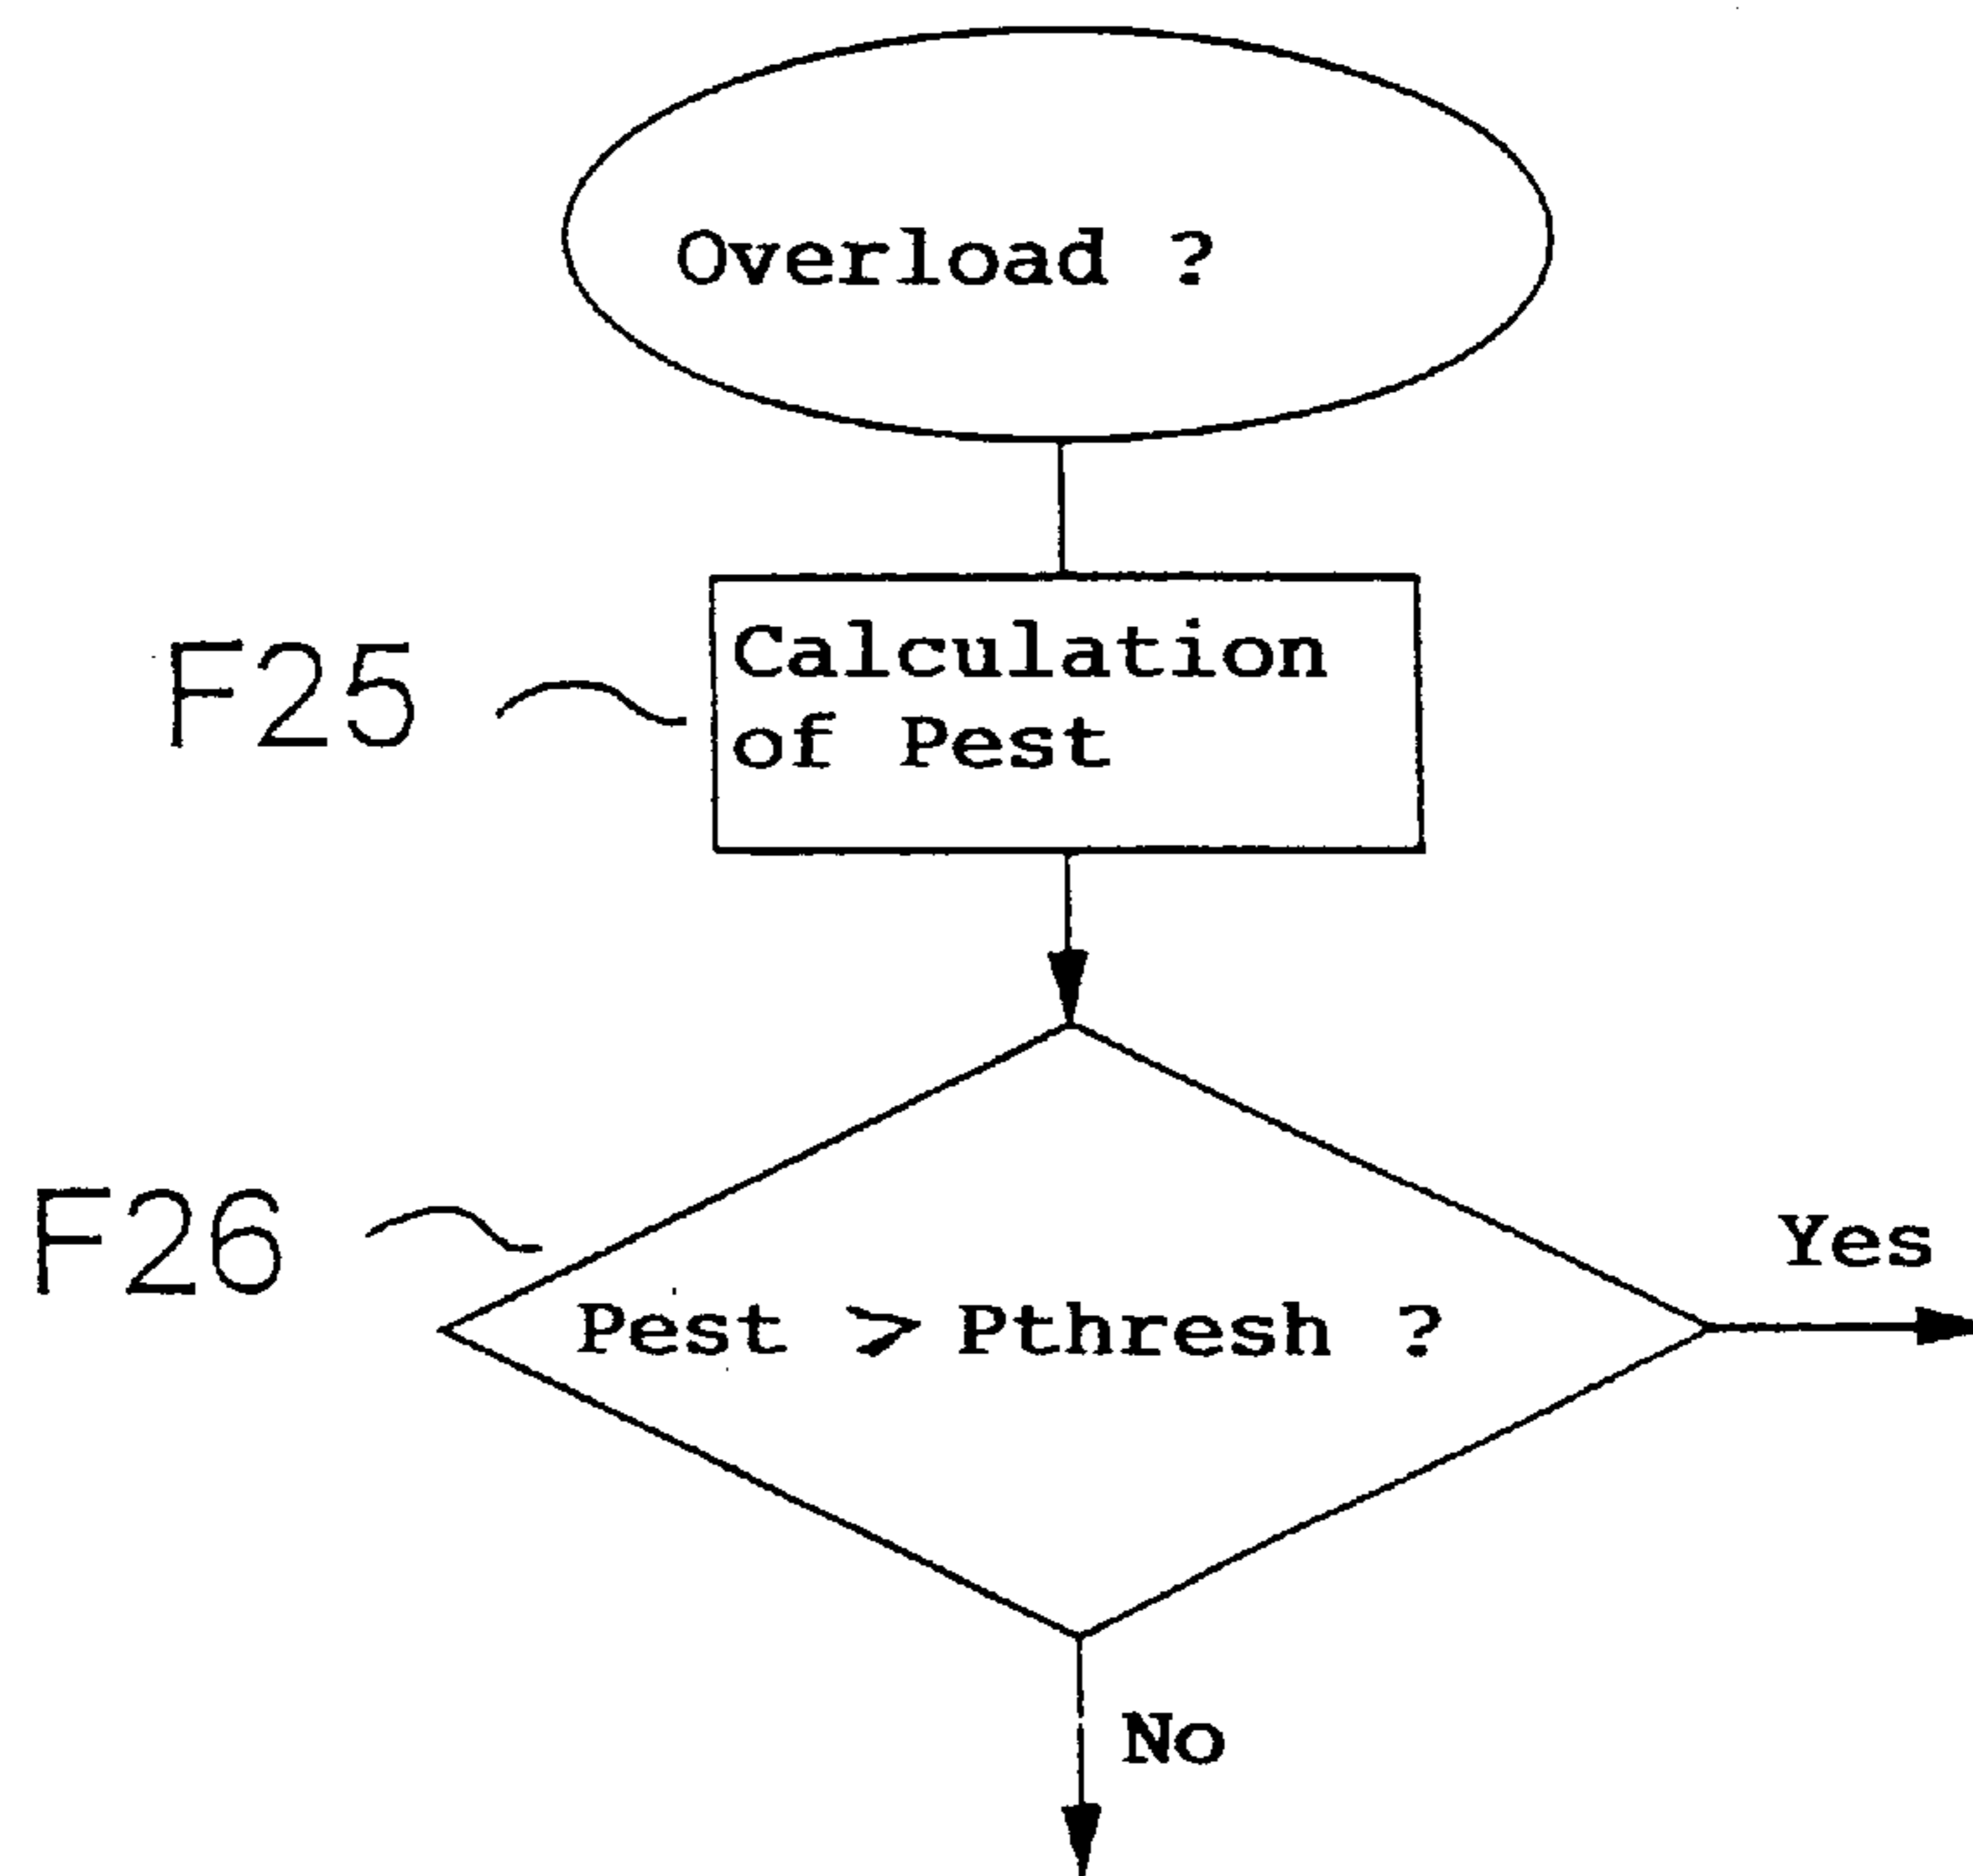 Overload ?
F25
Calculation
of Pest
F26
Pest > Pthresh ?
Yes
No